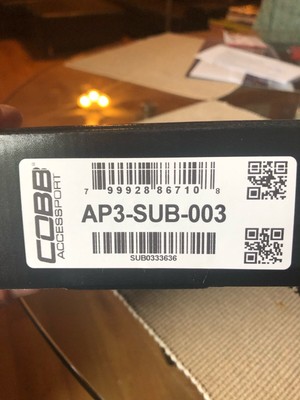 COBB®
ACCESSPORT
7 99928 86710 8
AP3-SUB-003
SUB0333636